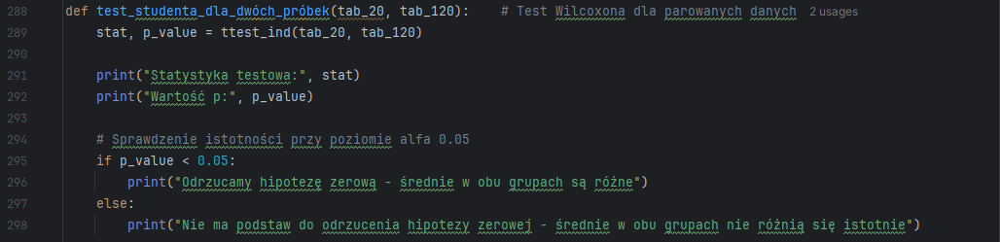 288 def test_studenta_dla_dwóch_próbek(tab_20, tab_120):    # Test Wilcoxona dla parowanych danych 2 usages
289     stat, p_value = ttest_ind(tab_20, tab_120)
290
291     print("Statystyka testowa:", stat)
292     print("Wartość p:", p_value)
293
294     # Sprawdzenie istotności przy poziomie alfa 0.05
295     if p_value < 0.05:
296         print("Odrzucamy hipotezę zerową - średnie w obu grupach są różne")
297     else:
298         print("Nie ma podstaw do odrzucenia hipotezy zerowej - średnie w obu grupach nie różnią się istotnie")